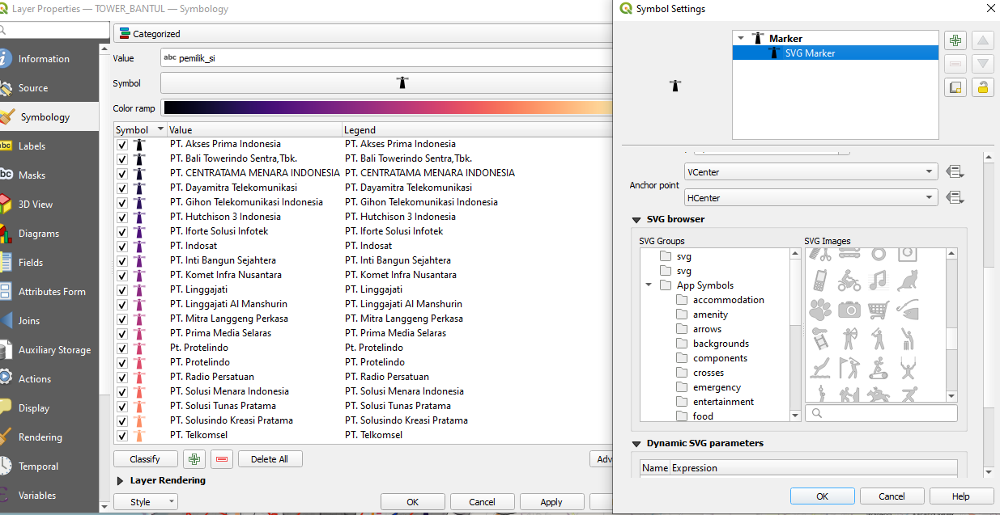 Layer Properties — TOWER_BANTUL — Symbology
Information
Source
Symbology
abc Labels
abc Masks
3D View
Diagrams
Fields
Attributes Form
Joins
Auxiliary Storage
Actions
Display
Rendering
Temporal
Variables
Categorized
Value abc pemilik_si
Symbol
Color ramp
Symbol Value Legend
PT. Akses Prima Indonesia PT. Akses Prima Indonesia
PT. Bali Towerindo Sentra,Tbk. PT. Bali Towerindo Sentra,Tbk.
PT. CENTRATAMA MENARA INDONESIA PT. CENTRATAMA MENARA INDONESIA
PT. Dayamitra Telekomunikasi PT. Dayamitra Telekomunikasi
PT. Gihon Telekomunikasi Indonesia PT. Gihon Telekomunikasi Indonesia
PT. Hutchison 3 Indonesia PT. Hutchison 3 Indonesia
PT. Iforte Solusi Infotek PT. Iforte Solusi Infotek
PT. Indosat PT. Indosat
PT. Inti Bangun Sejahtera PT. Inti Bangun Sejahtera
PT. Komet Infra Nusantara PT. Komet Infra Nusantara
PT. Linggajati PT. Linggajati
PT. Linggajati Al Manshurin PT. Linggajati Al Manshurin
PT. Mitra Langgeng Perkasa PT. Mitra Langgeng Perkasa
PT. Prima Media Selaras PT. Prima Media Selaras
Pt. Protelindo Pt. Protelindo
PT. Protelindo PT. Protelindo
PT. Radio Persatuan PT. Radio Persatuan
PT. Solusi Menara Indonesia PT. Solusi Menara Indonesia
PT. Solusi Tunas Pratama PT. Solusi Tunas Pratama
PT. Solusindo Kreasi Pratama PT. Solusindo Kreasi Pratama
PT. Telkomsel PT. Telkomsel
Classify Delete All Adv
Layer Rendering
Style OK Cancel Apply
Symbol Settings
Marker
SVG Marker
VCenter
Anchor point
HCenter
SVG browser
SVG Groups SVG Images
svg
svg
App Symbols
accommodation
amenity
arrows
backgrounds
components
crosses
emergency
entertainment
food
Dynamic SVG parameters
Name Expression
OK Cancel Help